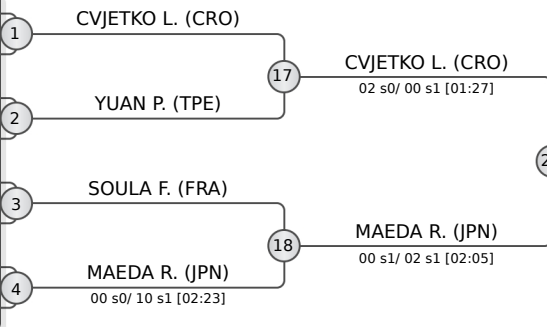 CVJETKO L. (CRO)
1
17
CVJETKO L. (CRO)
02 s0/ 00 s1 [01:27]
YUAN P. (TPE)
2
SOULA F. (FRA)
3
18
MAEDA R. (JPN)
00 s1/ 02 s1 [02:05]
MAEDA R. (JPN)
4
00 s0/ 10 s1 [02:23]